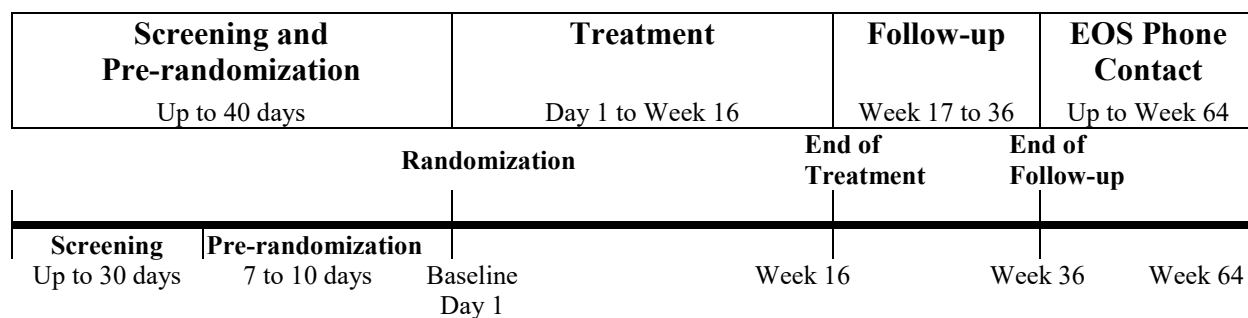 Screening and
Pre-randomization
Up to 40 days
Treatment
Day 1 to Week 16
Follow-up
Week 17 to 36
EOS Phone
Contact
Up to Week 64
Randomization
End of
Treatment
End of
Follow-up
Screening
Up to 30 days
Pre-randomization
7 to 10 days
Baseline
Day 1
Week 16
Week 36
Week 64